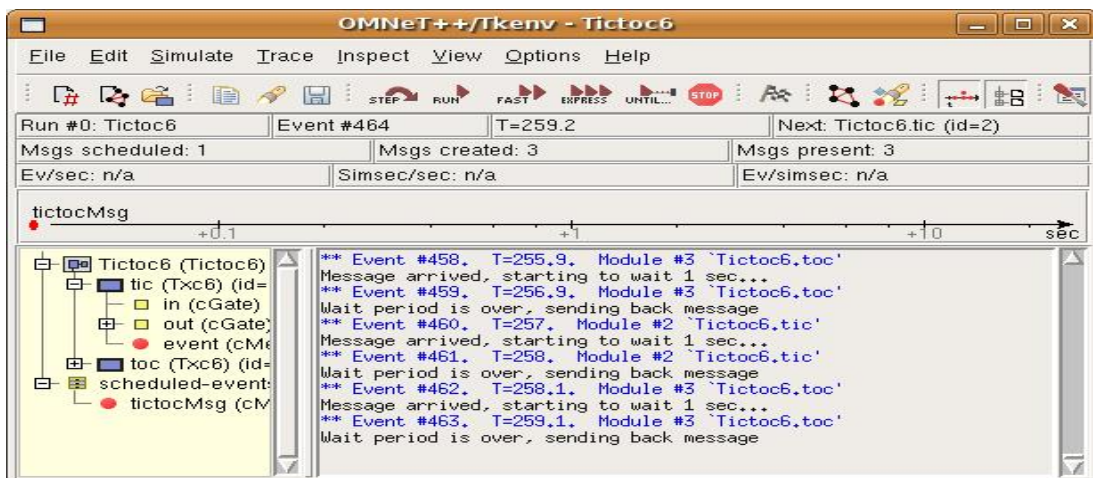 OMNeT++/Tkenv - Tictoc6
File Edit Simulate Trace Inspect View Options Help
STEP RUN FAST EXPRESS UNTIL... STOP
Run #0: Tictoc6 Event #464 T=259.2 Next: Tictoc6.tic (id=2)
Msgs scheduled: 1 Msgs created: 3 Msgs present: 3
Ev/sec: n/a Simsec/sec: n/a Ev/simsec: n/a
tictocMsg
+0.1 +1 +10 sec
Tictoc6 (Tictoc6)
tic (Txc6) (id=
in (cGate)
out (cGate)
event (cMe
toc (Txc6) (id=
scheduled-event
tictocMsg (cM
** Event #458. T=255.9. Module #3 `Tictoc6.toc'
Message arrived, starting to wait 1 sec...
** Event #459. T=256.9. Module #3 `Tictoc6.toc'
Wait period is over, sending back message
** Event #460. T=257. Module #2 `Tictoc6.tic'
Message arrived, starting to wait 1 sec...
** Event #461. T=258. Module #2 `Tictoc6.tic'
Wait period is over, sending back message
** Event #462. T=258.1. Module #3 `Tictoc6.toc'
Message arrived, starting to wait 1 sec...
** Event #463. T=259.1. Module #3 `Tictoc6.toc'
Wait period is over, sending back message